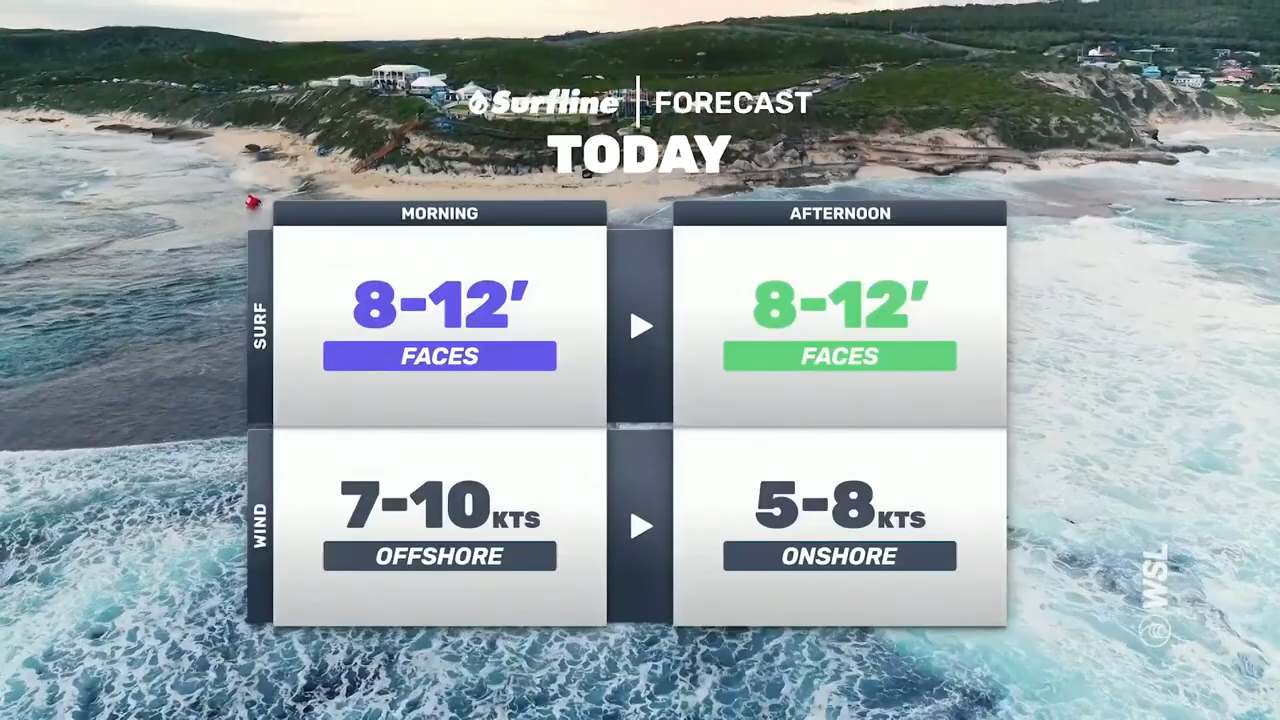 Surfline | FORECAST
TODAY
MORNING
AFTERNOON
SURF
8-12’
FACES
8-12’
FACES
WIND
7-10KTS
OFFSHORE
5-8KTS
ONSHORE
WSL